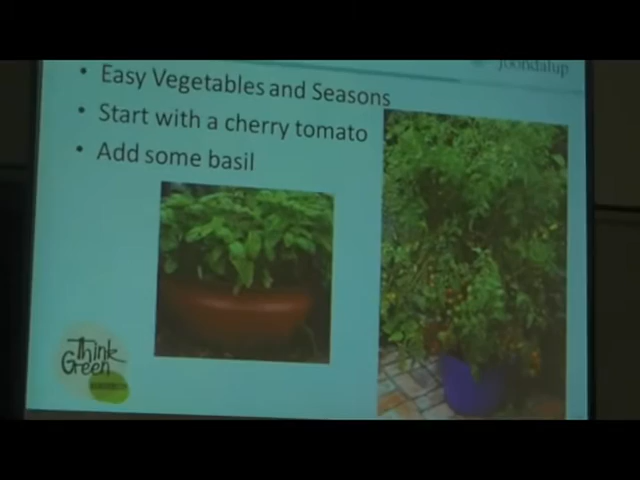 Joondalup
• Easy Vegetables and Seasons
• Start with a cherry tomato
• Add some basil
Think
Green